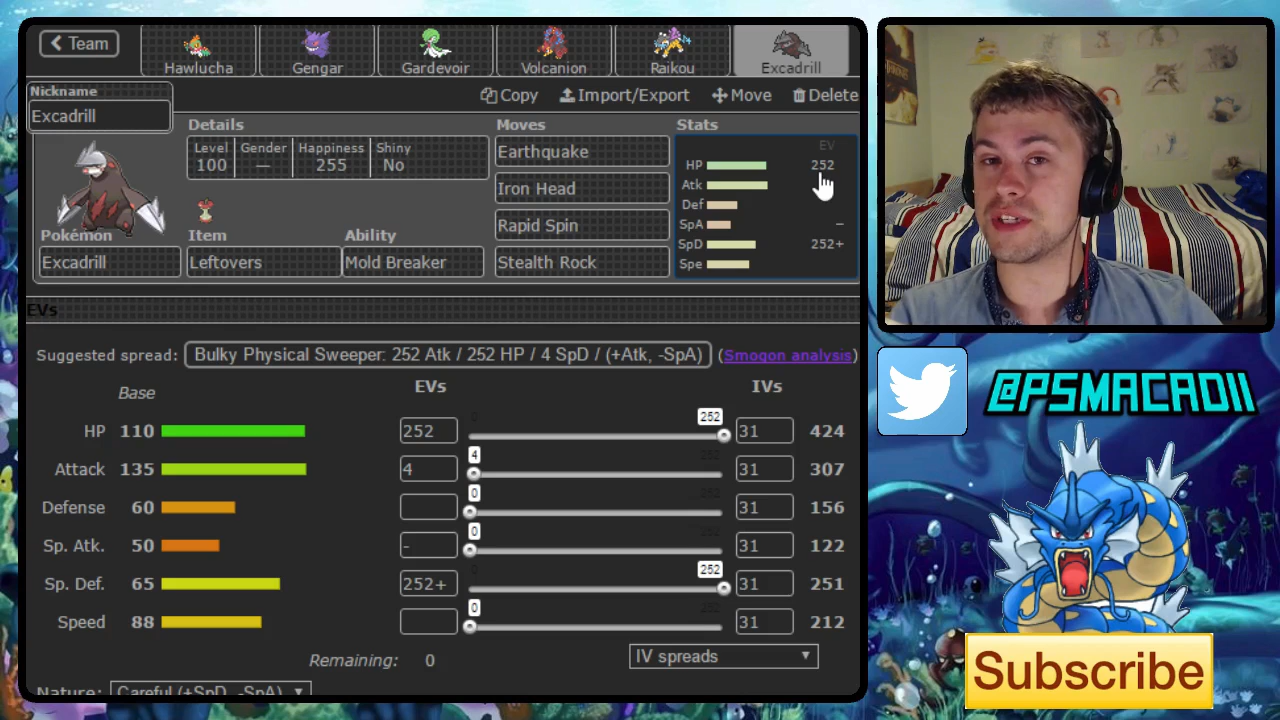 Team
Hawlucha
Gengar
Gardevoir
Volcanion
Raikou
Excadrill
Copy
Import/Export
Move
Delete
Nickname
Excadrill
Details
Level
Gender
Happiness
Shiny
100
—
255
No
Moves
Earthquake
Iron Head
Rapid Spin
Stealth Rock
Stats
EV
HP 252
Atk
Def
SpA –
SpD 252+
Spe
Pokémon
Item
Ability
Excadrill
Leftovers
Mold Breaker
EVs
Suggested spread: Bulky Physical Sweeper: 252 Atk / 252 HP / 4 SpD / (+Atk, -SpA) (Smogon analysis)
Base EVs IVs
HP 110 252 252 31 424
Attack 135 4 4 252 31 307
Defense 60 0 252 31 156
Sp. Atk. 50 - 0 252 31 122
Sp. Def. 65 252+ 252 31 251
Speed 88 0 252 31 212
Remaining: 0
IV spreads
Nature: Careful (+SpD, -SpA)
@PSMACADII
Subscribe